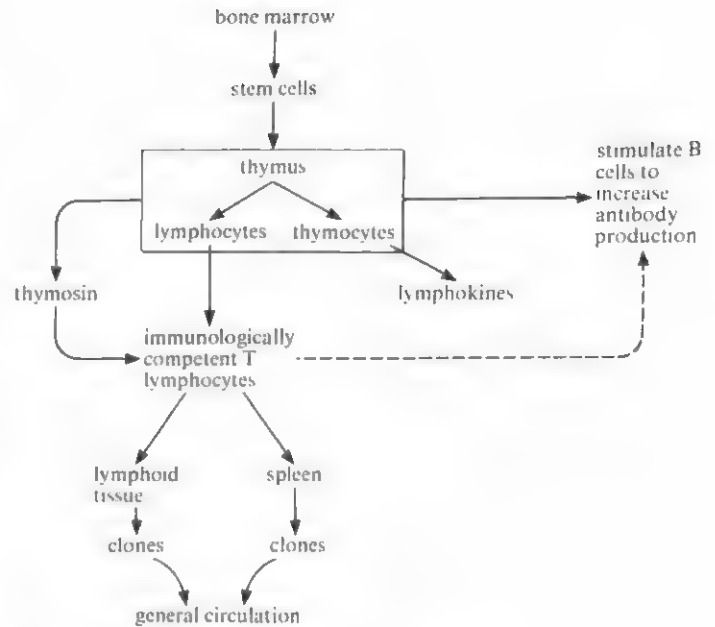 bone marrow
stem cells
thymus
stimulate B
cells to
increase
antibody
production
lymphocytes thymocytes
thymosin
lymphokines
immunologically
competent T
lymphocytes
lymphoid
tissue
spleen
clones
clones
general circulation